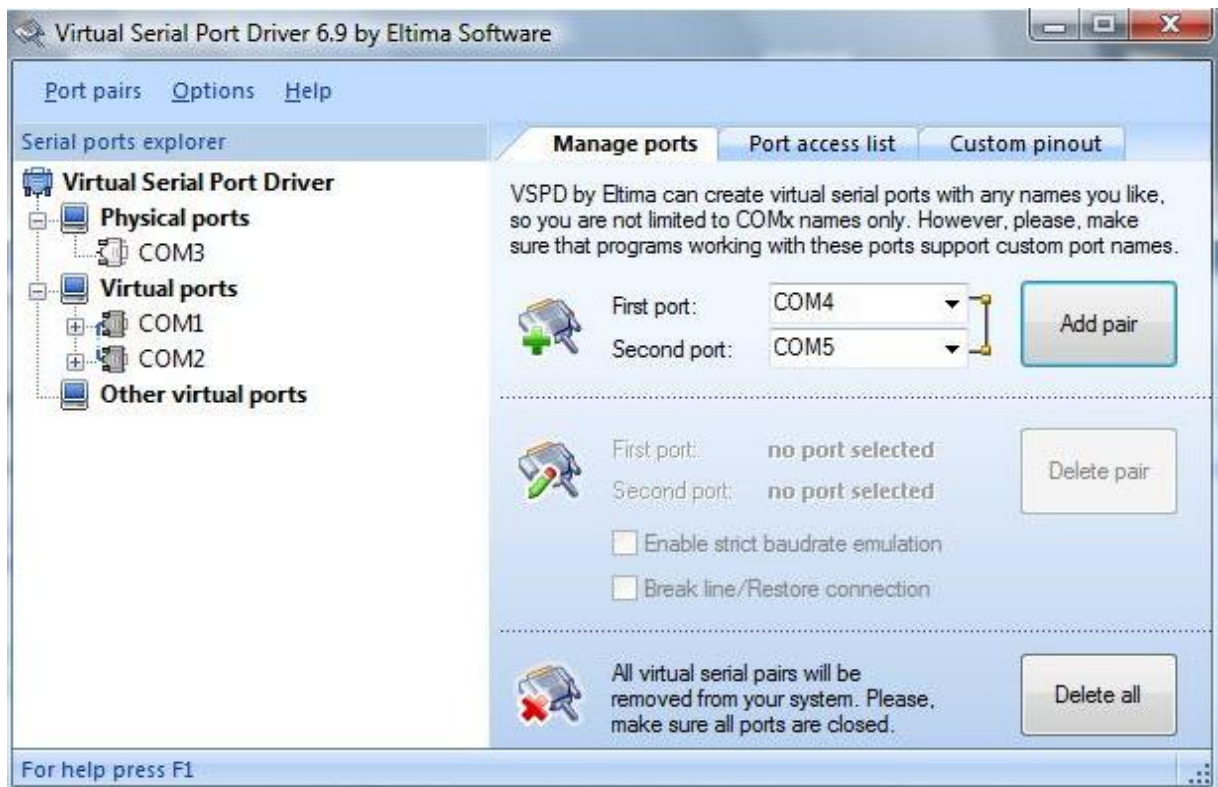 Virtual Serial Port Driver 6.9 by Eltima Software
Port pairs Options Help
Serial ports explorer
Virtual Serial Port Driver
Physical ports
COM3
Virtual ports
COM1
COM2
Other virtual ports
Manage ports Port access list Custom pinout
VSPD by Eltima can create virtual serial ports with any names you like,
so you are not limited to COMx names only. However, please, make
sure that programs working with these ports support custom port names.
First port: COM4
Second port: COM5
Add pair
First port: no port selected
Second port: no port selected
Delete pair
Enable strict baudrate emulation
Break line/Restore connection
All virtual serial pairs will be
removed from your system. Please,
make sure all ports are closed.
Delete all
For help press F1